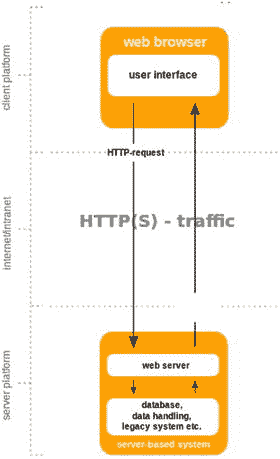 web browser
user interface
client platform
HTTP-request
HTTP(S) - traffic
internet/intranet
web server
database,
data handling,
legacy system etc.
server-based system
server platform